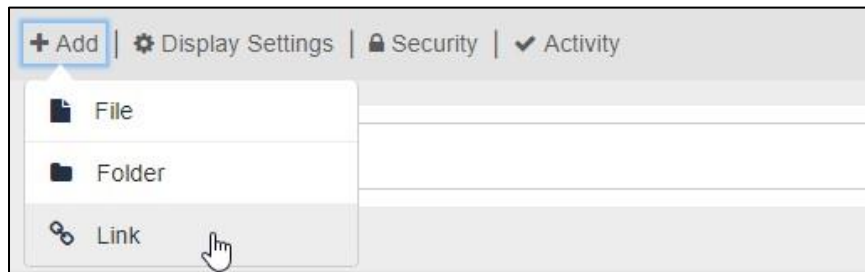 Add | Display Settings | Security | Activity
File
Folder
Link